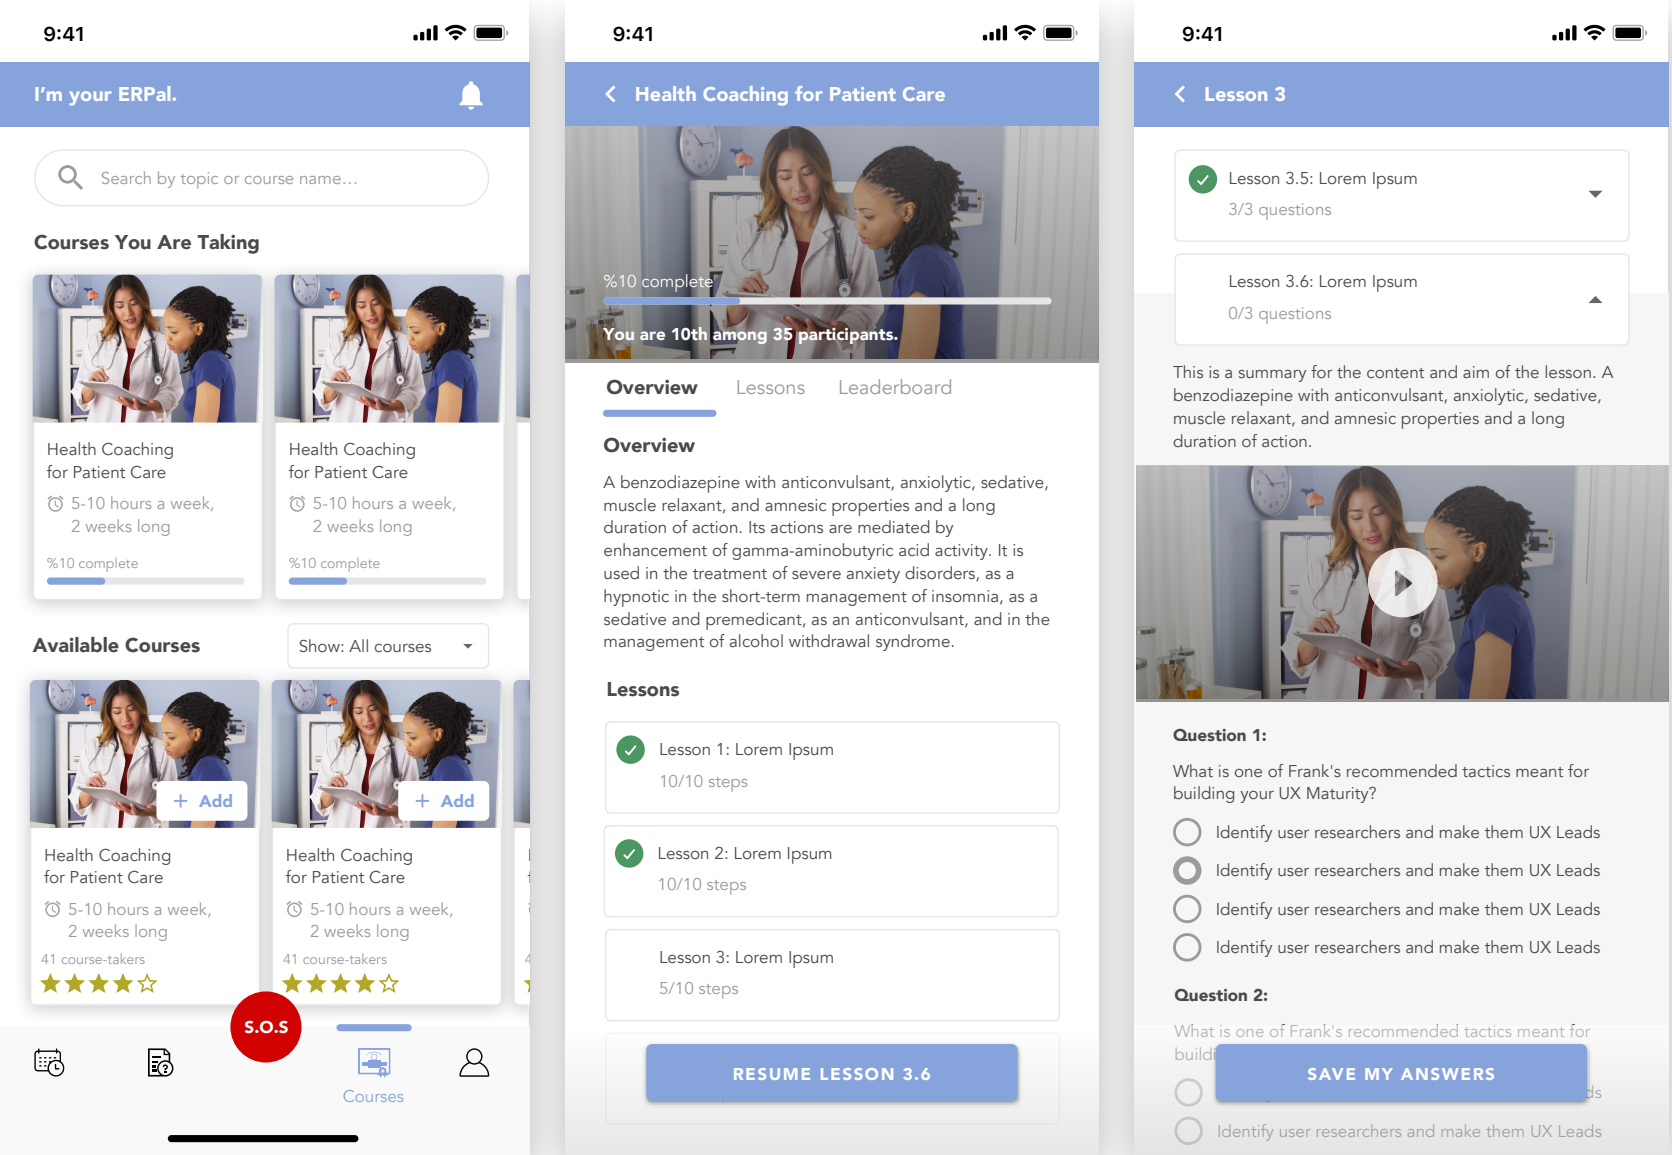 9:41
I'm your ERPal.
Search by topic or course name...
Courses You Are Taking
Health Coaching
for Patient Care
5-10 hours a week,
2 weeks long
%10 complete
Health Coaching
for Patient Care
5-10 hours a week,
2 weeks long
%10 complete
Available Courses
Show: All courses
+ Add
Health Coaching
for Patient Care
5-10 hours a week,
2 weeks long
41 course-takers
+ Add
Health Coaching
for Patient Care
5-10 hours a week,
2 weeks long
41 course-takers
S.O.S
Courses
9:41
Health Coaching for Patient Care
%10 complete
You are 10th among 35 participants.
Overview
Lessons
Leaderboard
Overview
A benzodiazepine with anticonvulsant, anxiolytic, sedative,
muscle relaxant, and amnesic properties and a long
duration of action. Its actions are mediated by
enhancement of gamma-aminobutyric acid activity. It is
used in the treatment of severe anxiety disorders, as a
hypnotic in the short-term management of insomnia, as a
sedative and premedicant, as an anticonvulsant, and in the
management of alcohol withdrawal syndrome.
Lessons
Lesson 1: Lorem Ipsum
10/10 steps
Lesson 2: Lorem Ipsum
10/10 steps
Lesson 3: Lorem Ipsum
5/10 steps
RESUME LESSON 3.6
9:41
Lesson 3
Lesson 3.5: Lorem Ipsum
3/3 questions
Lesson 3.6: Lorem Ipsum
0/3 questions
This is a summary for the content and aim of the lesson. A
benzodiazepine with anticonvulsant, anxiolytic, sedative,
muscle relaxant, and amnesic properties and a long
duration of action.
Question 1:
What is one of Frank's recommended tactics meant for
building your UX Maturity?
Identify user researchers and make them UX Leads
Identify user researchers and make them UX Leads
Identify user researchers and make them UX Leads
Identify user researchers and make them UX Leads
Question 2:
What is one of Frank's recommended tactics meant for
SAVE MY ANSWERS
Identify user researchers and make them UX Leads